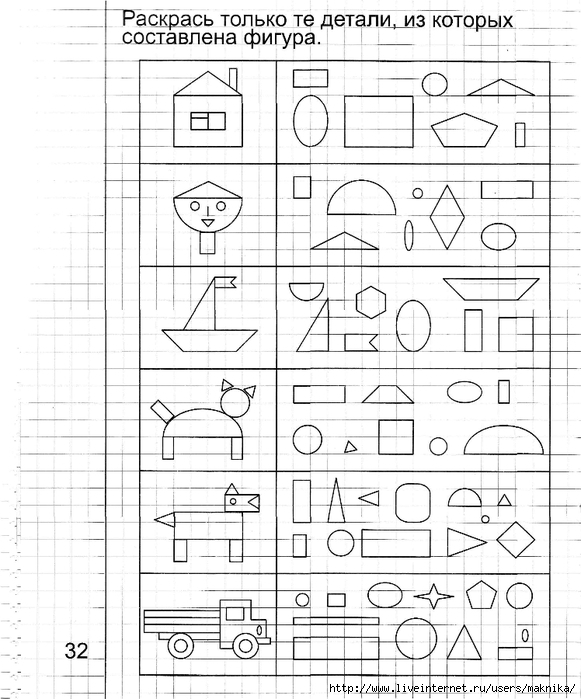 Раскрась только те детали, из которых
составлена фигура.
32
http://www.liveinternet.ru/users/maknika/